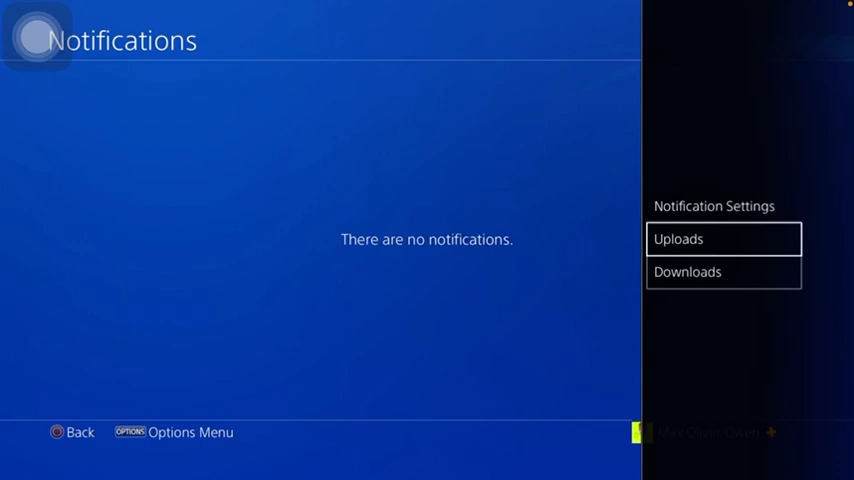 Notifications
Notification Settings
Uploads
There are no notifications.
Downloads
Back
OPTIONS Options Menu